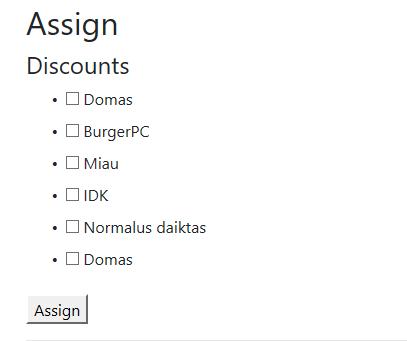 Assign
Discounts
Domas
BurgerPC
Miau
IDK
Normalus daiktas
Domas
Assign